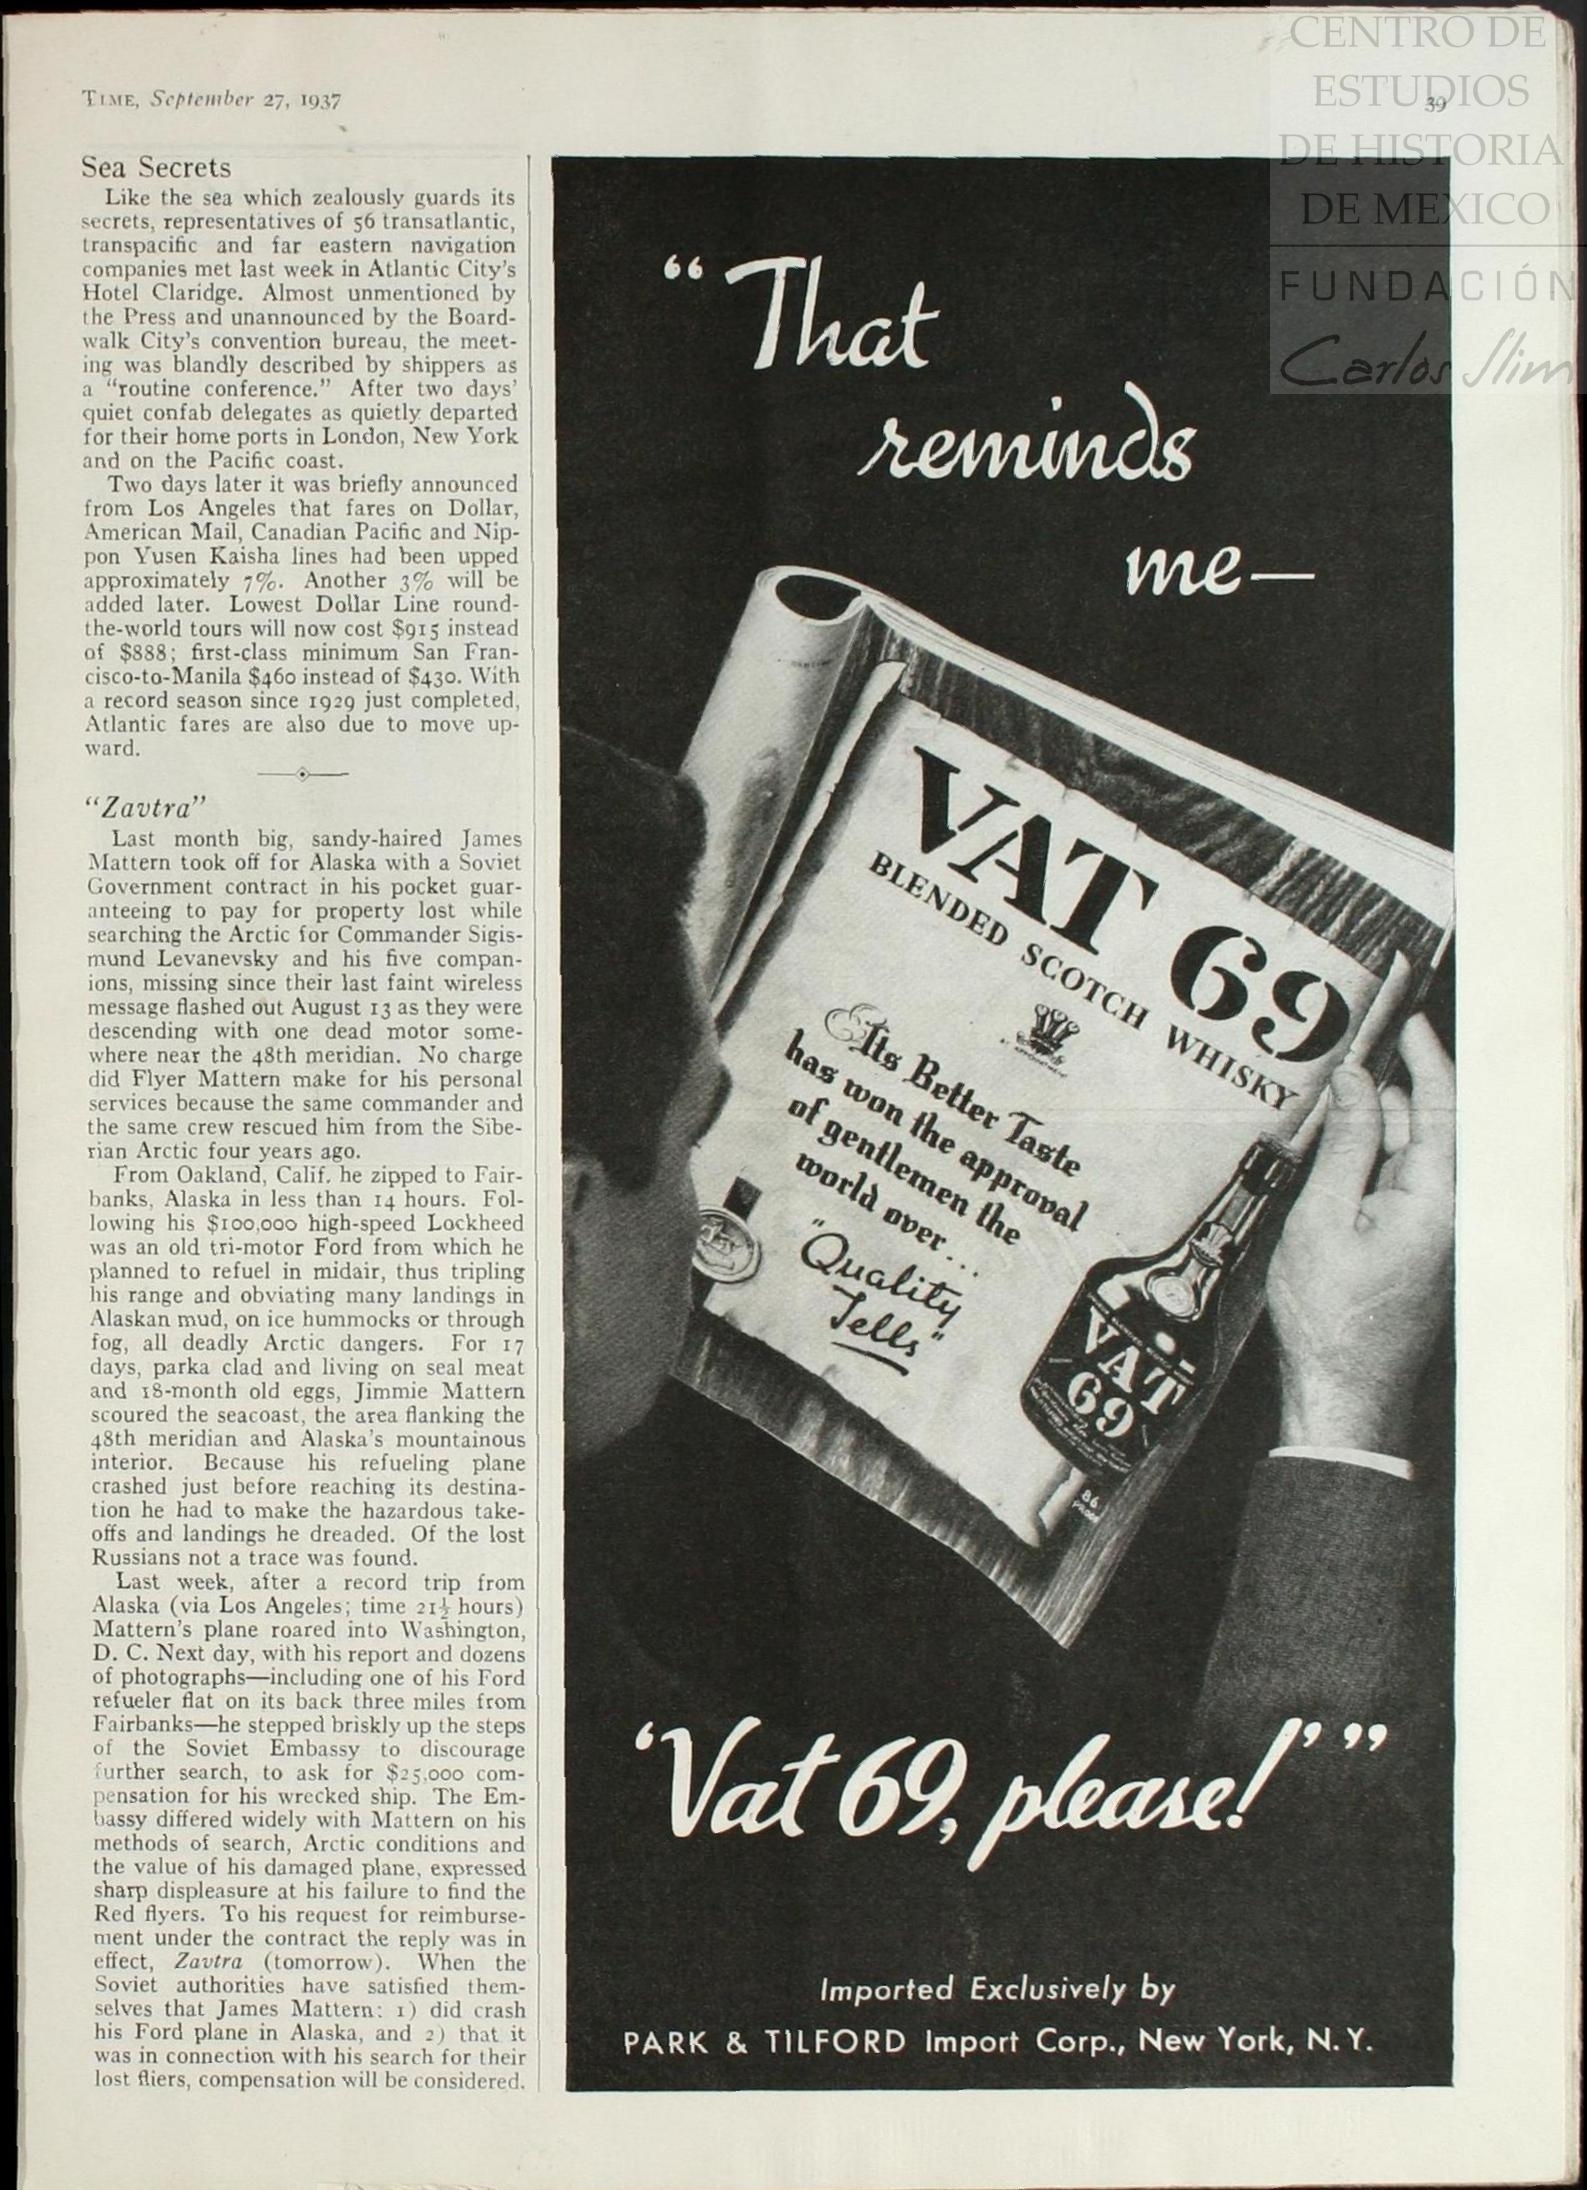 TIME, September 27, 1937
39
CENTRO DE
ESTUDIOS
DE HISTORIA
DE MEXICO
FUNDACIÓN
Carlos Slim
Sea Secrets
Like the sea which zealously guards its
secrets, representatives of 56 transatlantic,
transpacific and far eastern navigation
companies met last week in Atlantic City's
Hotel Claridge. Almost unmentioned by
the Press and unannounced by the Board-
walk City's convention bureau, the meet-
ing was blandly described by shippers as
a "routine conference." After two days'
quiet confab delegates as quietly departed
for their home ports in London, New York
and on the Pacific coast.
Two days later it was briefly announced
from Los Angeles that fares on Dollar,
American Mail, Canadian Pacific and Nip-
pon Yusen Kaisha lines had been upped
approximately 7%. Another 3% will be
added later. Lowest Dollar Line round-
the-world tours will now cost $915 instead
of $888; first-class minimum San Fran-
cisco-to-Manila $460 instead of $430. With
a record season since 1929 just completed,
Atlantic fares are also due to move up-
ward.
"Zavtra"
Last month big, sandy-haired James
Mattern took off for Alaska with a Soviet
Government contract in his pocket guar-
anteeing to pay for property lost while
searching the Arctic for Commander Sigis-
mund Levanevsky and his five compan-
ions, missing since their last faint wireless
message flashed out August 13 as they were
descending with one dead motor some-
where near the 48th meridian. No charge
did Flyer Mattern make for his personal
services because the same commander and
the same crew rescued him from the Sibe-
rian Arctic four years ago.
From Oakland, Calif. he zipped to Fair-
banks, Alaska in less than 14 hours. Fol-
lowing his $100,000 high-speed Lockheed
was an old tri-motor Ford from which he
planned to refuel in midair, thus tripling
his range and obviating many landings in
Alaskan mud, on ice hummocks or through
fog, all deadly Arctic dangers. For 17
days, parka clad and living on seal meat
and 18-month old eggs, Jimmie Mattern
scoured the seacoast, the area flanking the
48th meridian and Alaska's mountainous
interior. Because his refueling plane
crashed just before reaching its destina-
tion he had to make the hazardous take-
offs and landings he dreaded. Of the lost
Russians not a trace was found.
Last week, after a record trip from
Alaska (via Los Angeles; time 21½ hours)
Mattern's plane roared into Washington,
D. C. Next day, with his report and dozens
of photographs—including one of his Ford
refueler flat on its back three miles from
Fairbanks—he stepped briskly up the steps
of the Soviet Embassy to discourage
further search, to ask for $25,000 com-
pensation for his wrecked ship. The Em-
bassy differed widely with Mattern on his
methods of search, Arctic conditions and
the value of his damaged plane, expressed
sharp displeasure at his failure to find the
Red flyers. To his request for reimburse-
ment under the contract the reply was in
effect, Zavtra (tomorrow). When the
Soviet authorities have satisfied them-
selves that James Mattern: 1) did crash
his Ford plane in Alaska, and 2) that it
was in connection with his search for their
lost fliers, compensation will be considered.
"That
reminds
me—
VAT 69
BLENDED SCOTCH WHISKY
BY APPOINTMENT
Its Better Taste
has won the approval
of gentlemen the
world over...
"Quality
Tells"
VAT
69
86
PROOF
'Vat 69, please!'"
Imported Exclusively by
PARK & TILFORD Import Corp., New York, N.Y.